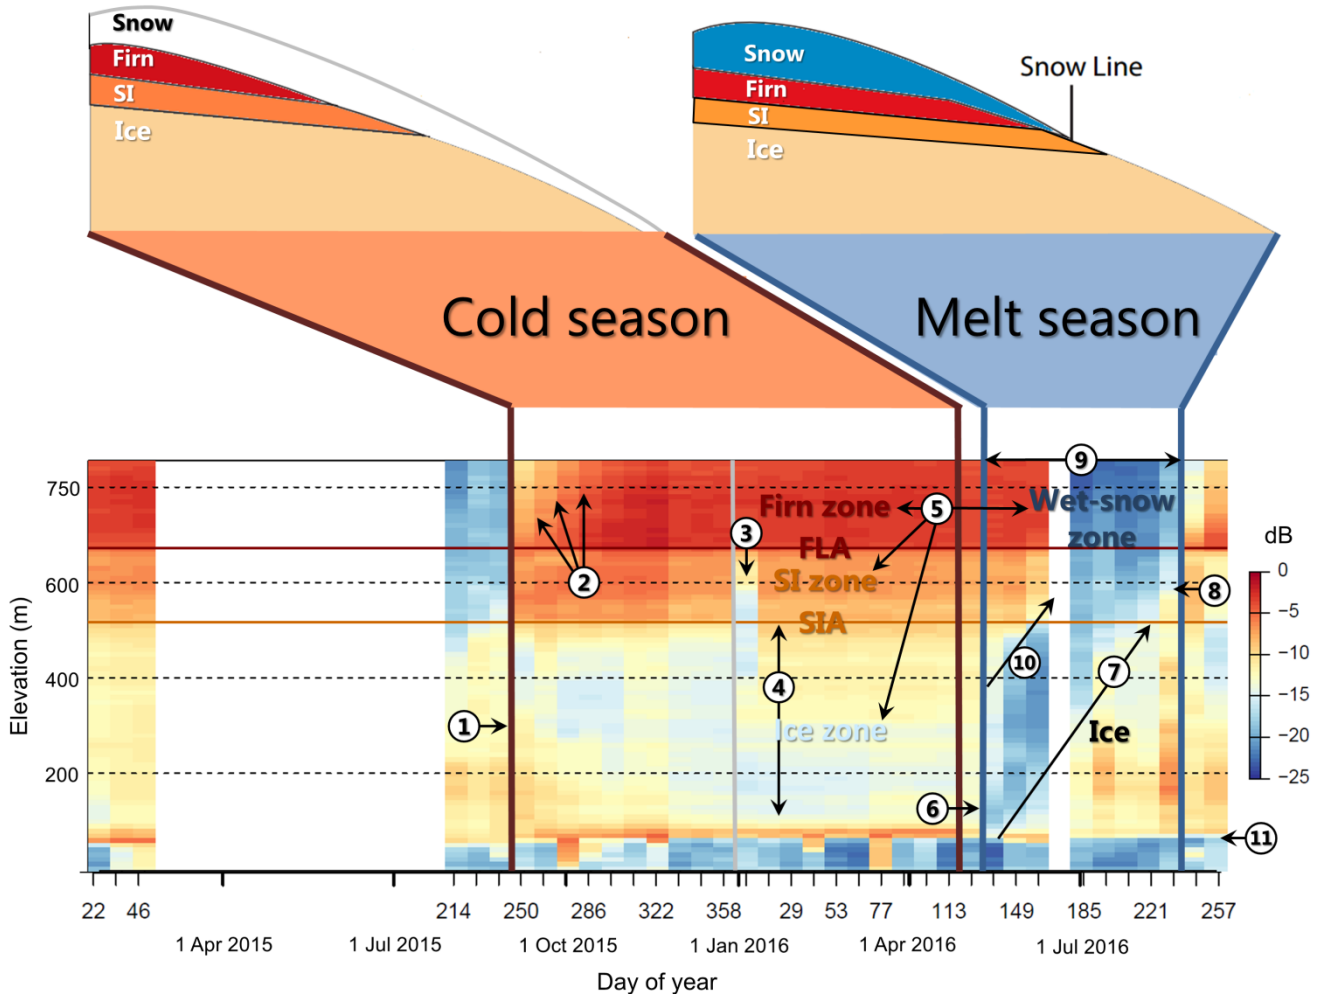 Snow
Firn
SI
Ice
Snow
Firn
SI
Ice
Snow Line
Cold season
Melt season
9
750
Firn zone
5
Wet-snow
zone
3
FLA
dB
2
600
SI zone
0
8
SIA
−5
Elevation (m)
10
7
−10
400
4
−15
1
Ice zone
Ice
−20
200
−25
6
11
22 46 214 250 286 322 358 29 53 77 113 149 185 221 257
1 Apr 2015 1 Jul 2015 1 Oct 2015 1 Jan 2016 1 Apr 2016 1 Jul 2016
Day of year